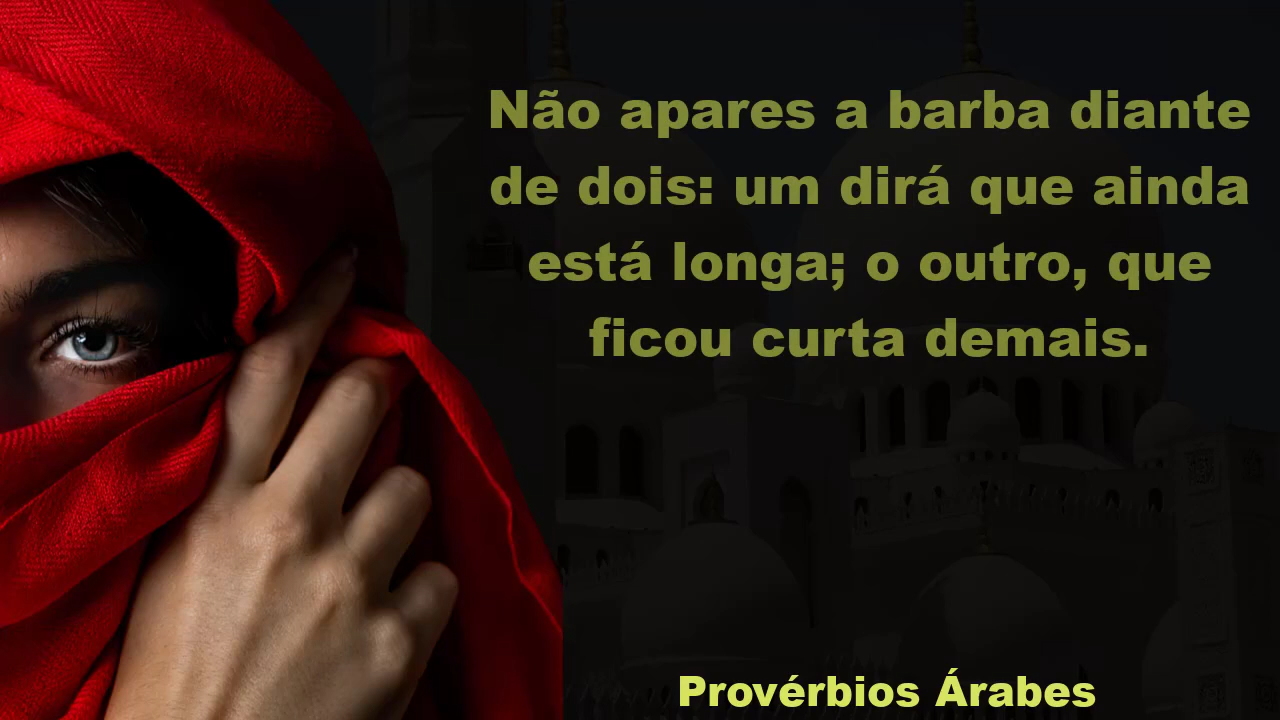 Não apares a barba diante
de dois: um dirá que ainda
está longa; o outro, que
ficou curta demais.
Provérbios Árabes